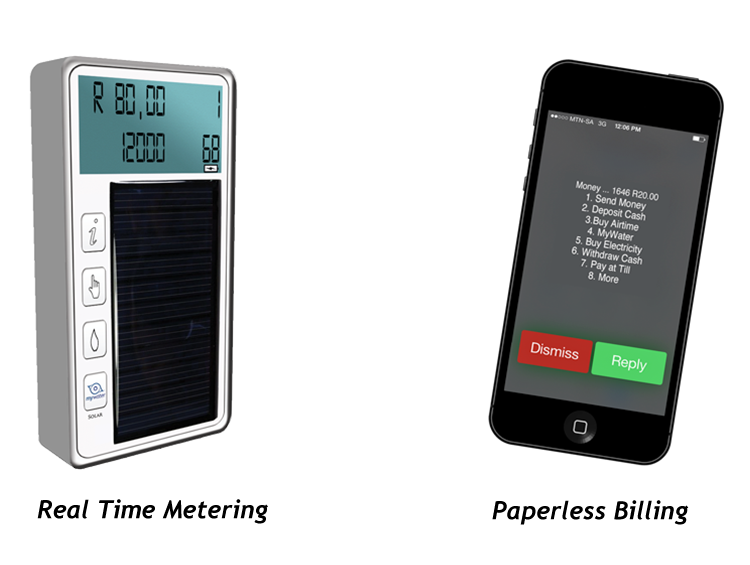 R 80,00 1
12000 68
mywater
SOLAR
Real Time Metering
MTN-SA 3G 12:06 PM
Money ... 1646 R20.00
1. Send Money
2. Deposit Cash
3.Buy Airtime
4. MyWater
5. Buy Electricity
6. Withdraw Cash
7. Pay at Till
8. More
Dismiss
Reply
Paperless Billing